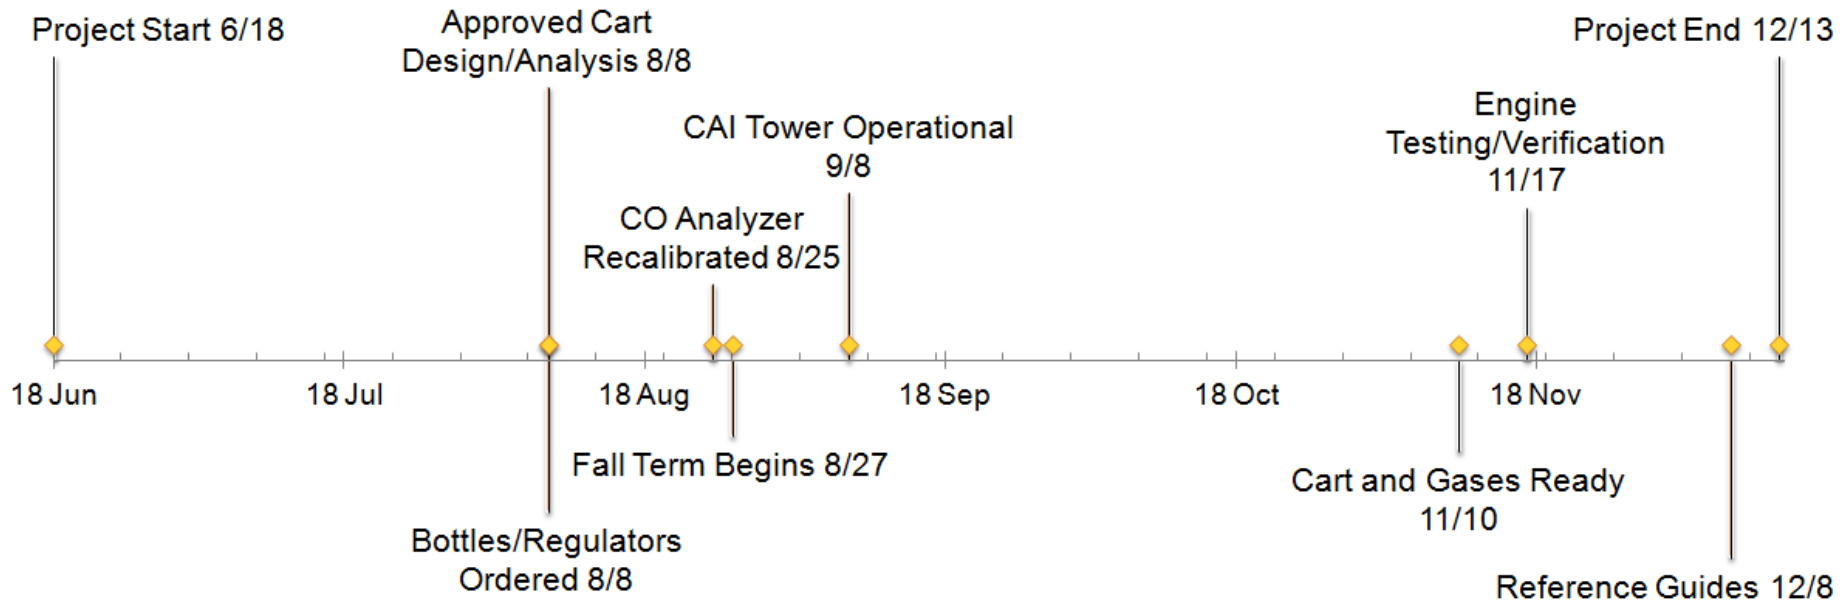 Project Start 6/18
Approved Cart
Design/Analysis 8/8
Project End 12/13
Engine
Testing/Verification
11/17
CAI Tower Operational
9/8
CO Analyzer
Recalibrated 8/25
18 Jun
18 Jul
18 Aug
18 Sep
18 Oct
18 Nov
Fall Term Begins 8/27
Cart and Gases Ready
11/10
Bottles/Regulators
Ordered 8/8
Reference Guides 12/8